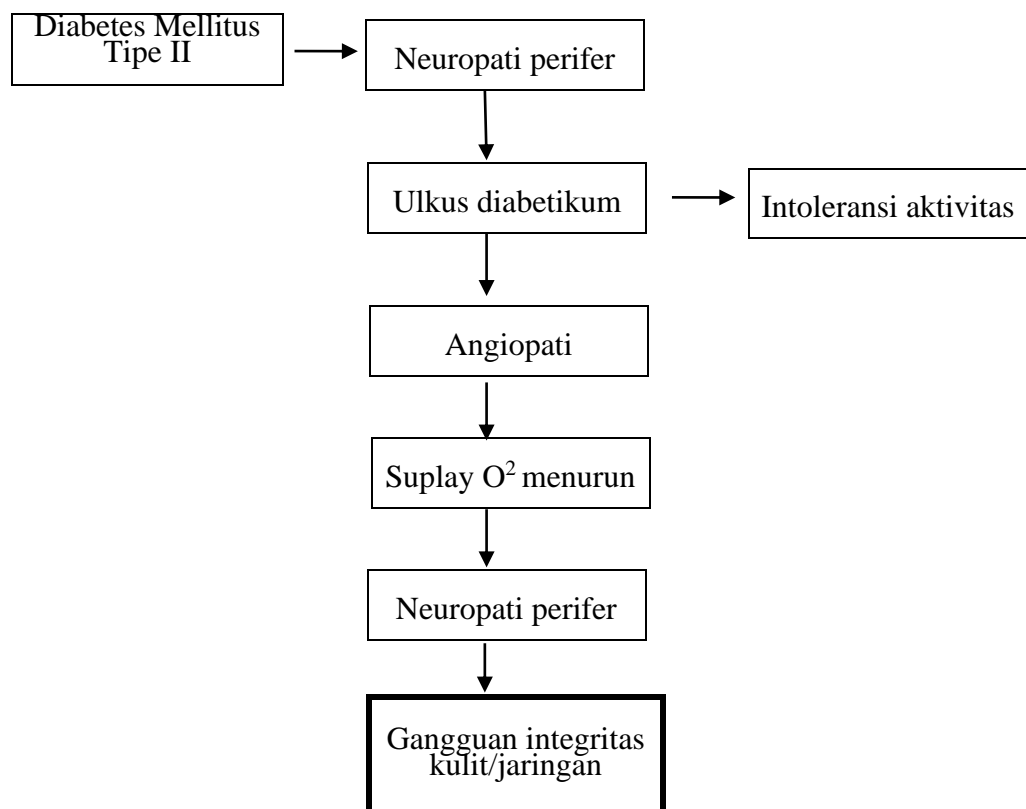 Diabetes Mellitus
Tipe II
Neuropati perifer
Ulkus diabetikum
Intoleransi aktivitas
Angiopati
Suplay O² menurun
Neuropati perifer
Gangguan integritas
kulit/jaringan